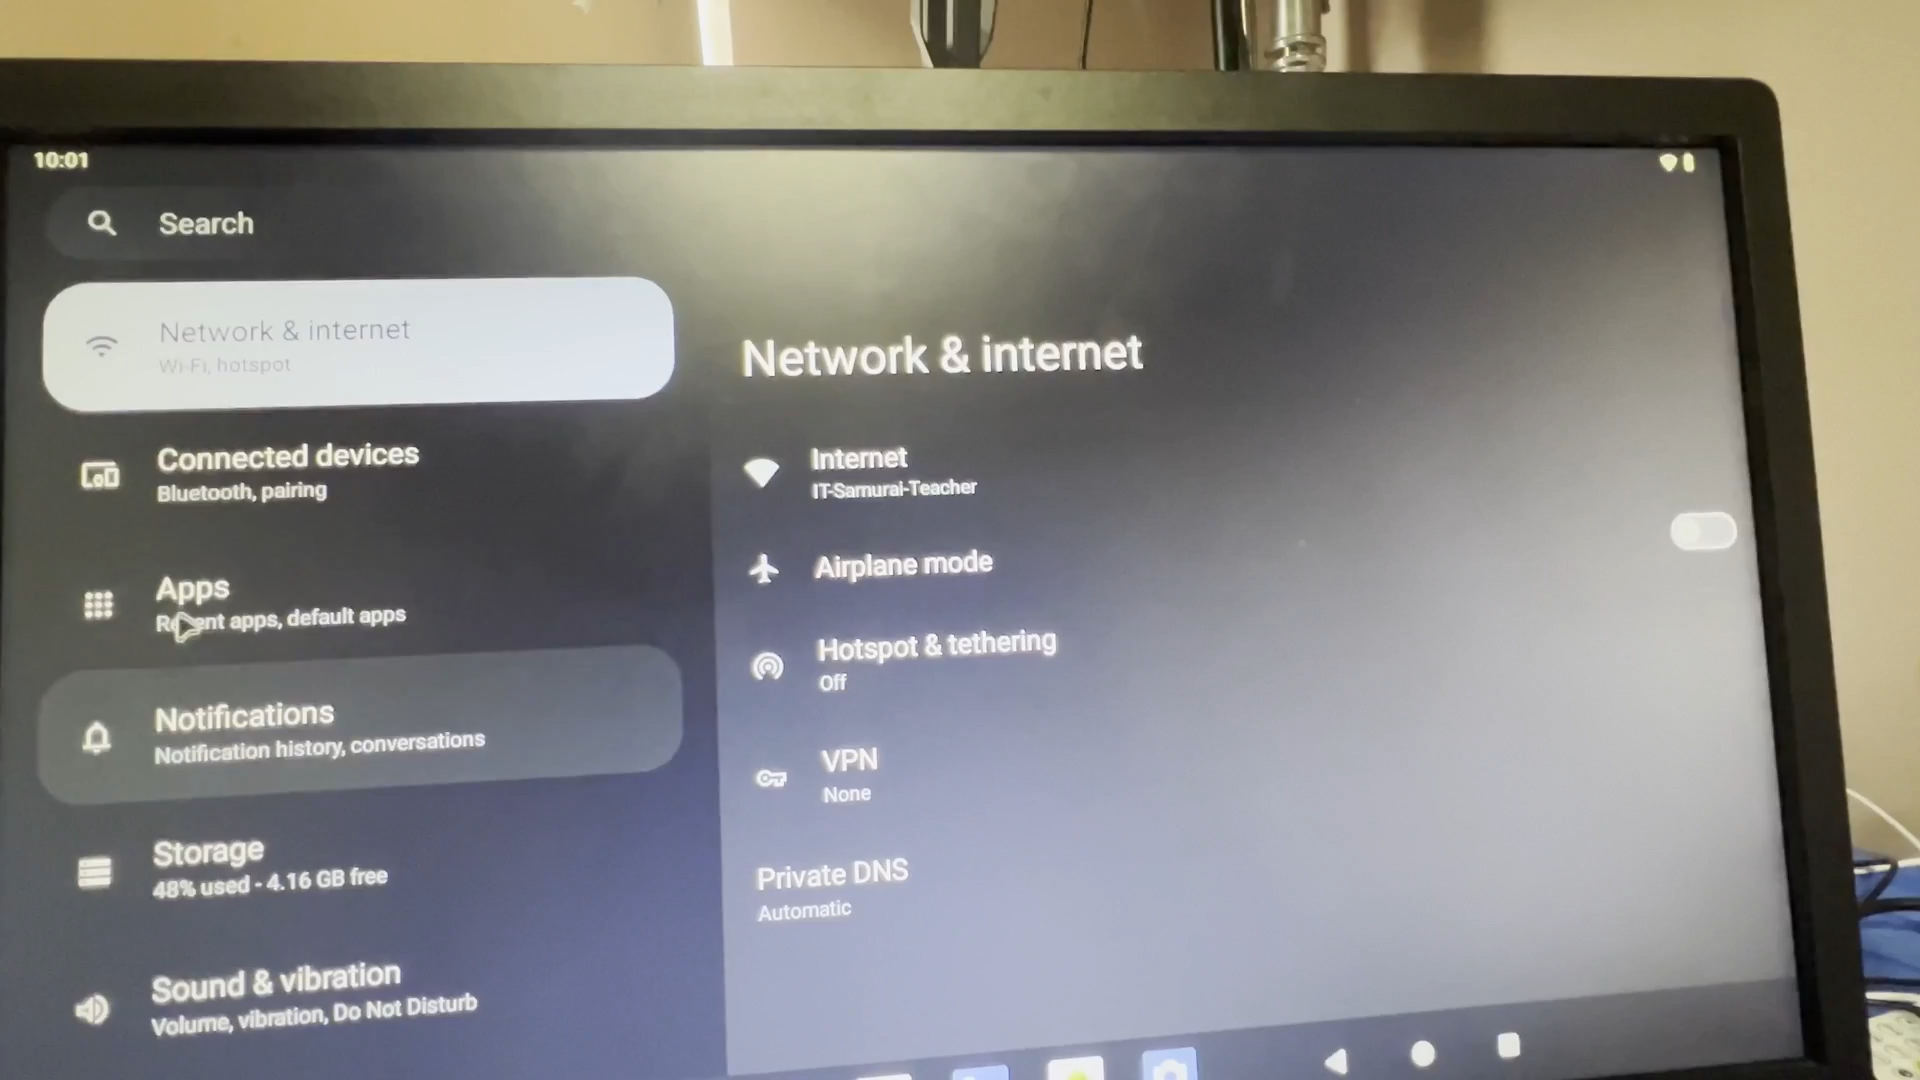 10:01
Search
Network & internet
Wi-Fi, hotspot
Connected devices
Bluetooth, pairing
Apps
Recent apps, default apps
Notifications
Notification history, conversations
Storage
48% used - 4.16 GB free
Sound & vibration
Volume, vibration, Do Not Disturb
Network & internet
Internet
IT-Samurai-Teacher
Airplane mode
Hotspot & tethering
Off
VPN
None
Private DNS
Automatic